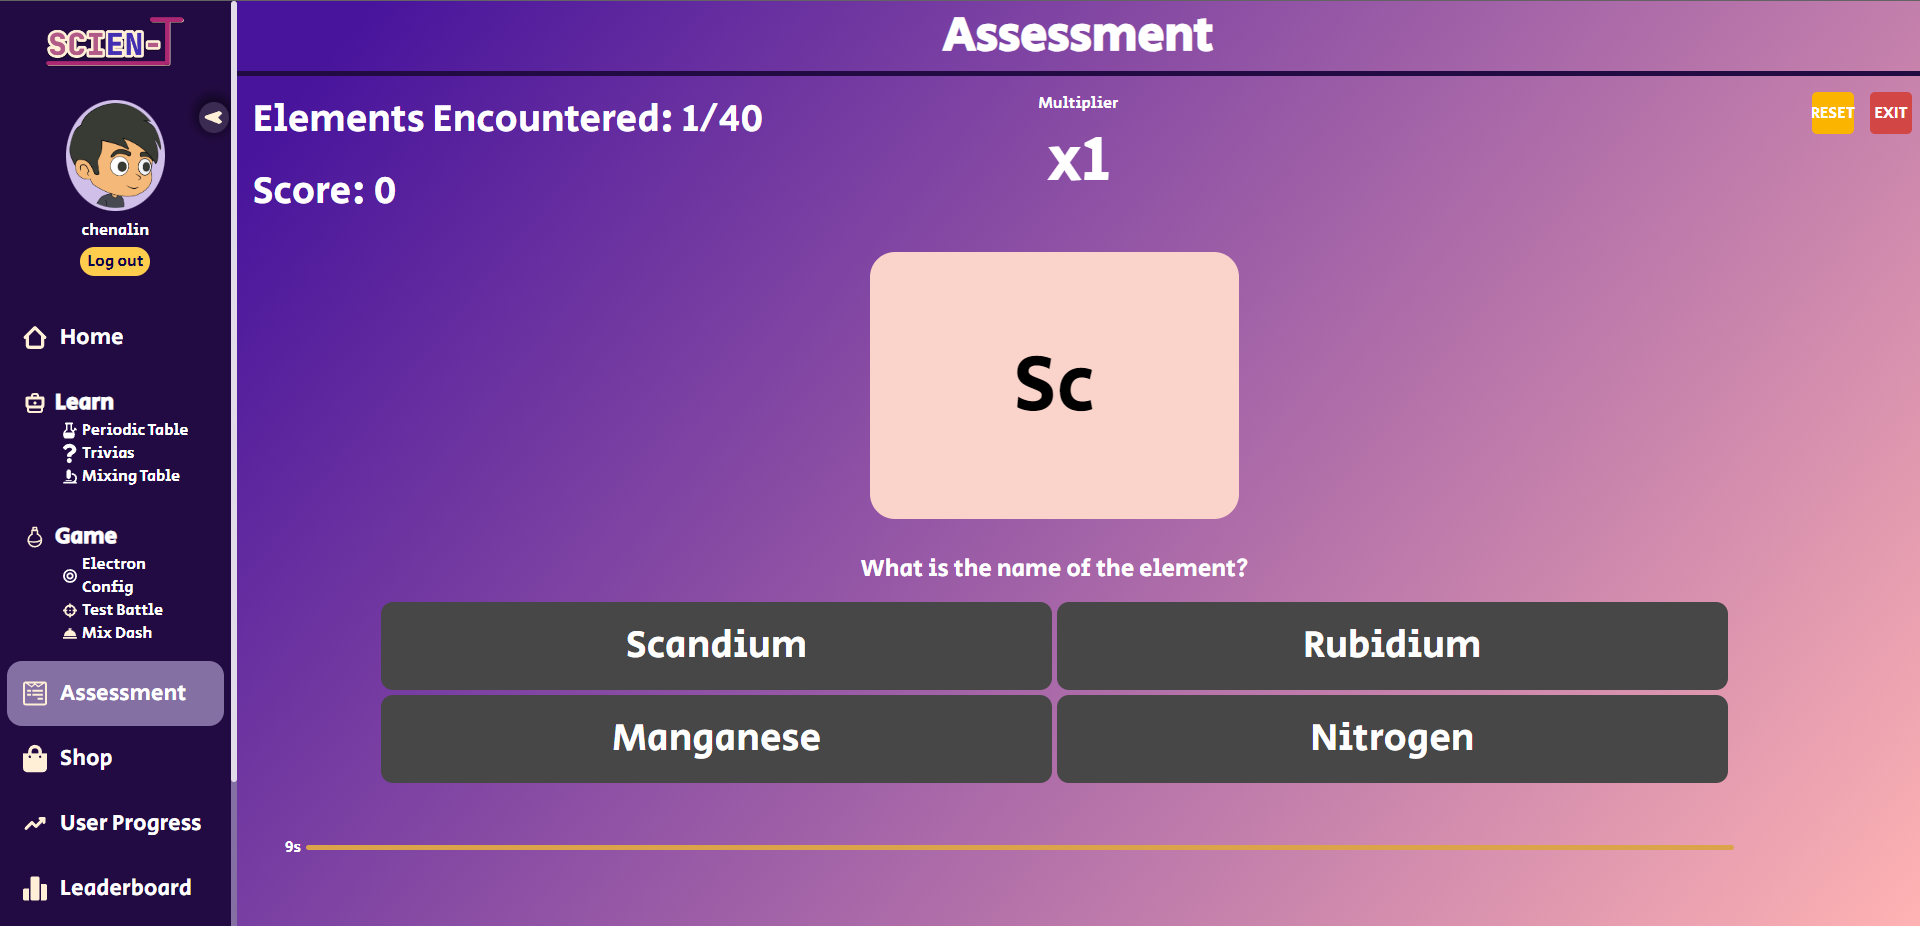 SCIEN-T
chenalin
Log out
Home
Learn
Periodic Table
Trivias
Mixing Table
Game
Electron
Config
Test Battle
Mix Dash
Assessment
Shop
User Progress
Leaderboard
Assessment
Elements Encountered: 1/40
Score: 0
Multiplier
x1
RESET
EXIT
Sc
What is the name of the element?
Scandium
Rubidium
Manganese
Nitrogen
9s